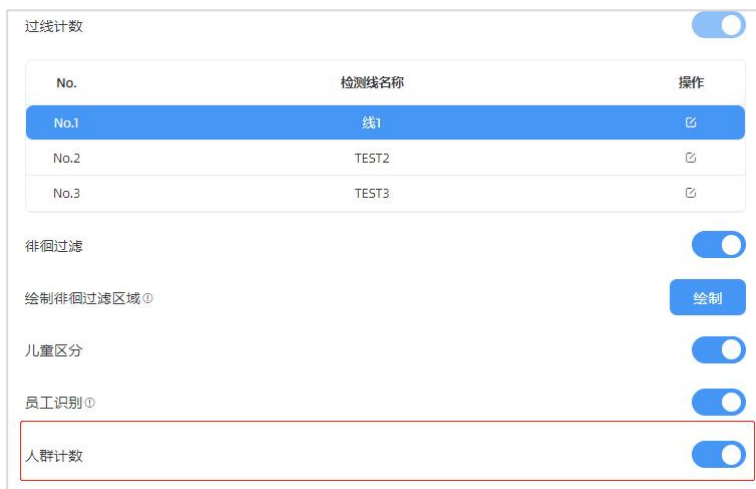 过线计数
No. 检测线名称 操作
No.1 线1
No.2 TEST2
No.3 TEST3
徘徊过滤
绘制徘徊过滤区域 绘制
儿童区分
员工识别
人群计数